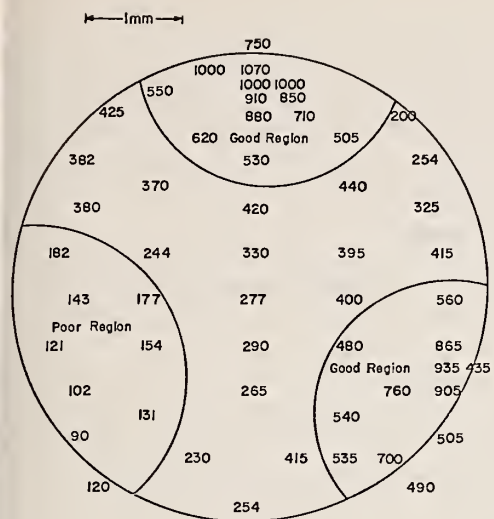 1mm
750
1000 1070
1000 1000
550 910 850
425 880 710 200
620 Good Region 505
382 530 254
370 440
380 420 325
182 244 330 395 415
143 177 277 400 560
Poor Region
121 154 290 480 865
Good Region 935 435
102 265 760 905
131 540
90 505
230 415 535 700
120 490
254